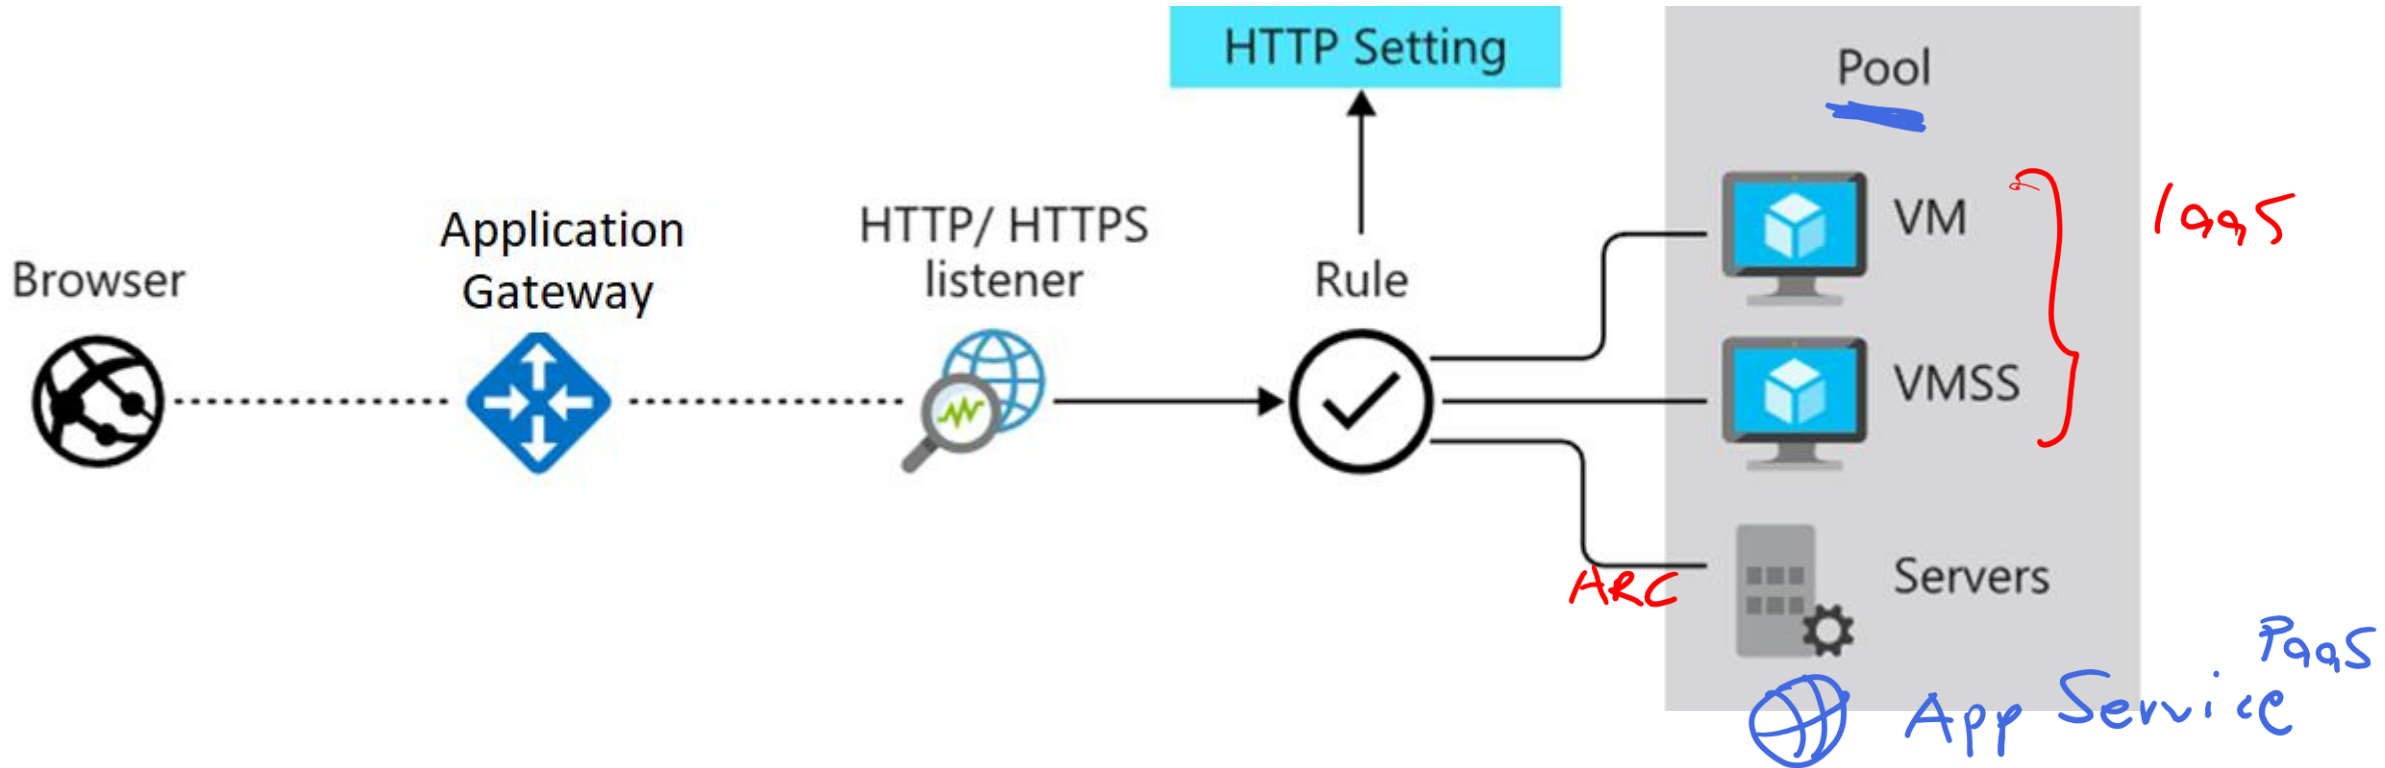 HTTP Setting
Pool
Browser
Application
Gateway
HTTP/ HTTPS
listener
Rule
VM
IaaS
VMSS
ARC
Servers
PaaS
App Service